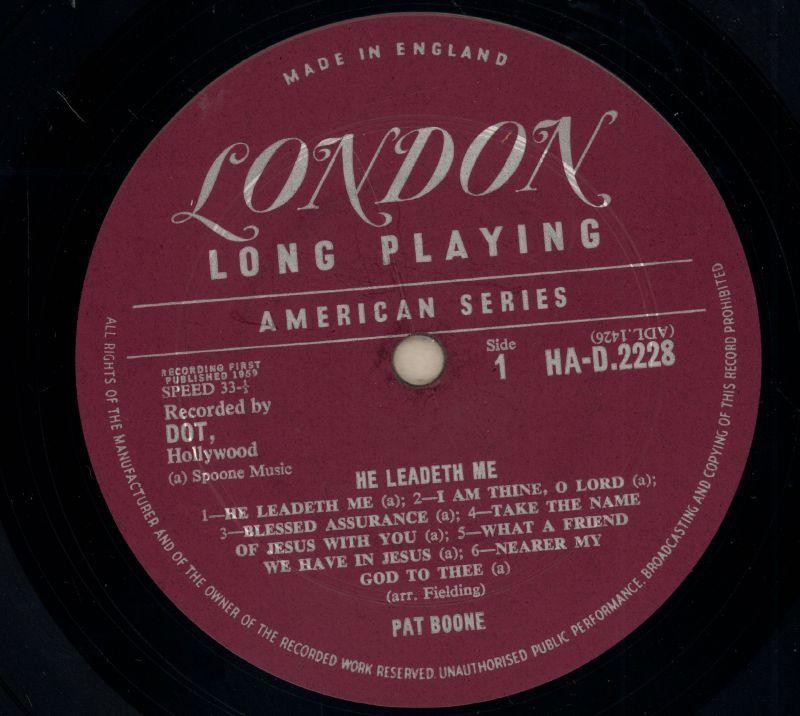 MADE IN ENGLAND
LONDON
LONG PLAYING
AMERICAN SERIES
RECORDING FIRST
PUBLISHED 1959
SPEED 33-⅓
Recorded by
DOT,
Hollywood
(a) Spoone Music
Side
1
(ADL.1426)
HA-D.2228
HE LEADETH ME
1—HE LEADETH ME (a); 2—I AM THINE, O LORD (a);
3—BLESSED ASSURANCE (a); 4—TAKE THE NAME
OF JESUS WITH YOU (a); 5—WHAT A FRIEND
WE HAVE IN JESUS (a); 6—NEARER MY
GOD TO THEE (a)
(arr. Fielding)
PAT BOONE
ALL RIGHTS OF THE MANUFACTURER AND OF THE OWNER OF THE RECORDED WORK RESERVED. UNAUTHORISED PUBLIC PERFORMANCE, BROADCASTING AND COPYING OF THIS RECORD PROHIBITED